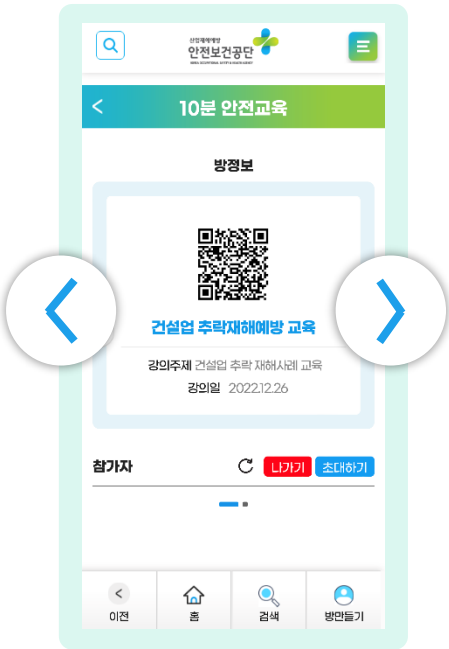 산업재해예방
안전보건공단
10분 안전교육
방정보
건설업 추락재해예방 교육
강의주제 건설업 추락 재해사례 교육
강의일 2022.12.26
참가자 나가기 초대하기
이전 홈 검색 방만들기